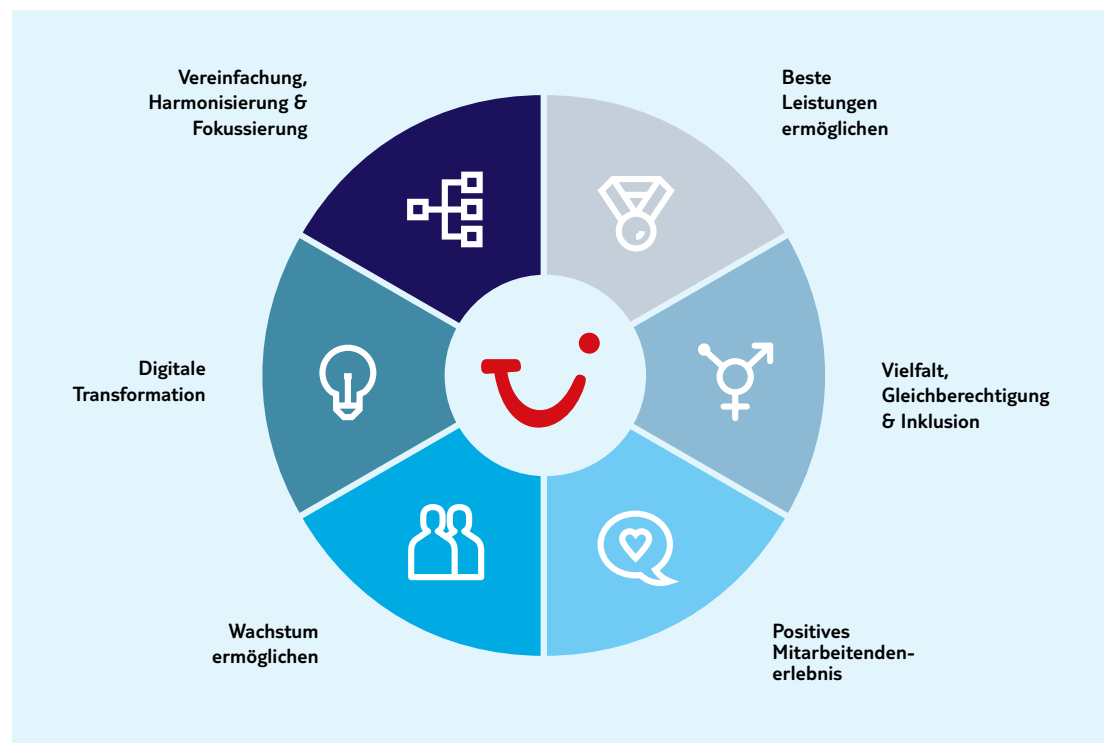 Vereinfachung,
Harmonisierung &
Fokussierung
Beste
Leistungen
ermöglichen
Digitale
Transformation
Vielfalt,
Gleichberechtigung
& Inklusion
Wachstum
ermöglichen
Positives
Mitarbeitenden-
erlebnis